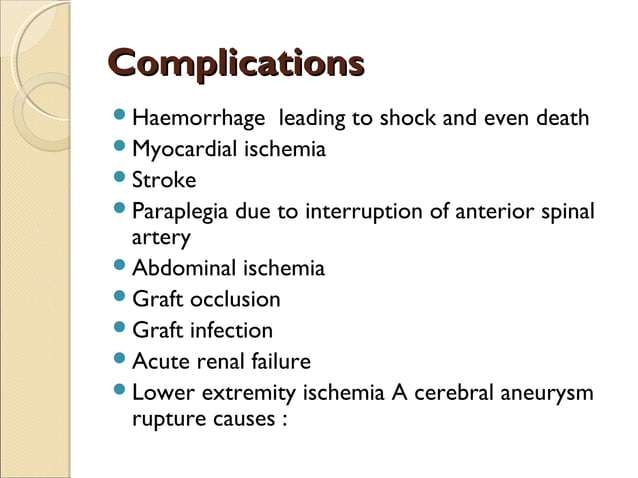 Complications
Haemorrhage  leading to shock and even death
Myocardial ischemia
Stroke
Paraplegia due to interruption of anterior spinal
artery
Abdominal ischemia
Graft occlusion
Graft infection
Acute renal failure
Lower extremity ischemia A cerebral aneurysm
rupture causes :